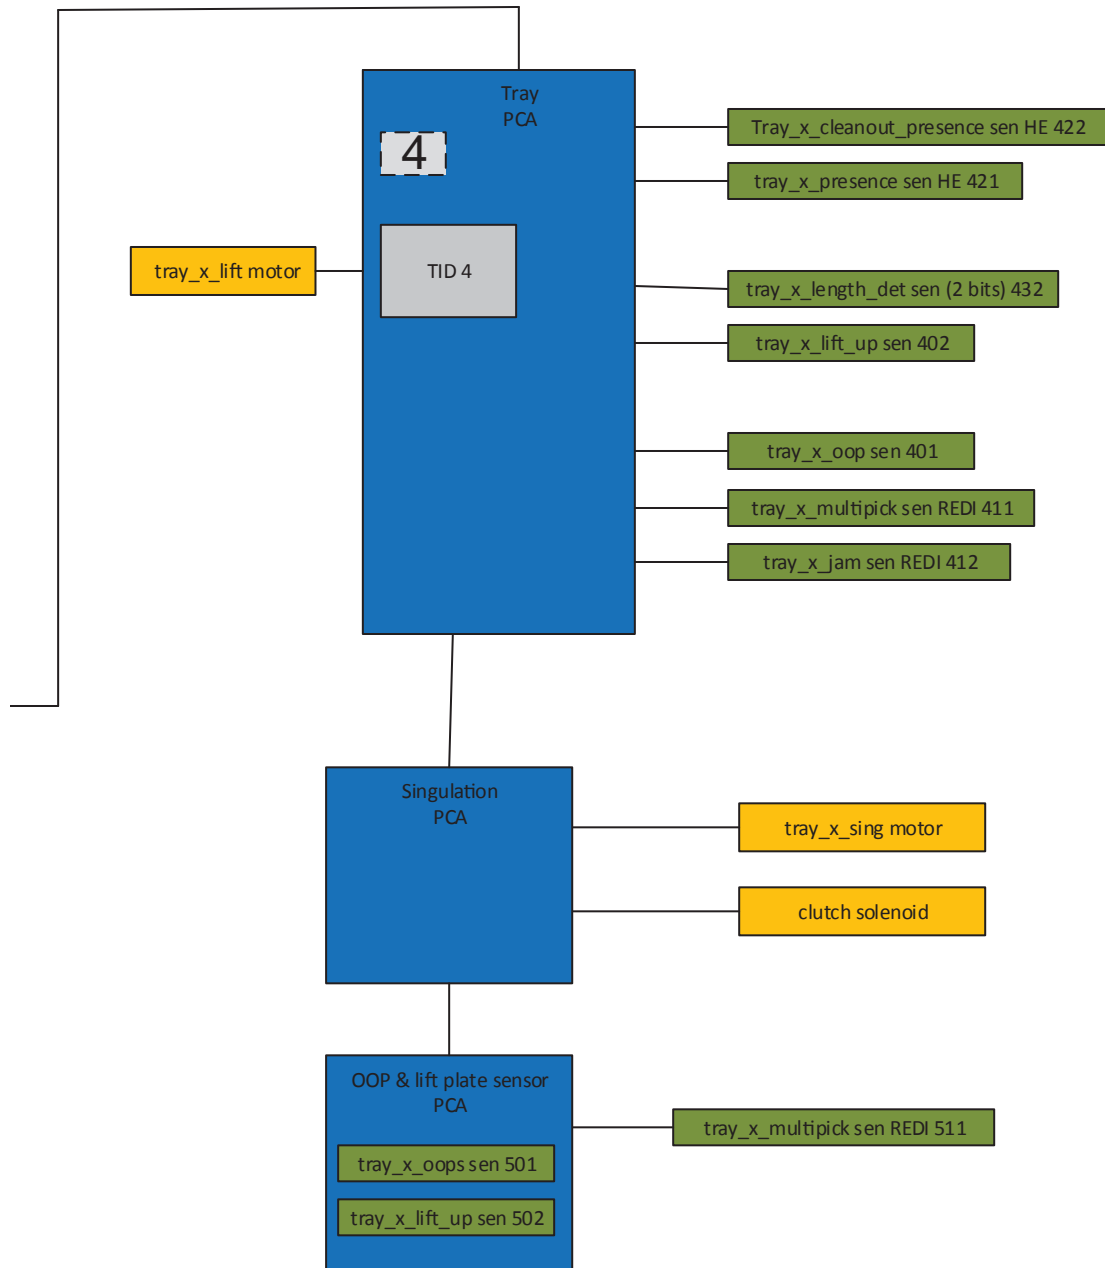 Tray
PCA
4
TID 4
tray_x_lift motor
Tray_x_cleanout_presence sen HE 422
tray_x_presence sen HE 421
tray_x_length_det sen (2 bits) 432
tray_x_lift_up sen 402
tray_x_oop sen 401
tray_x_multipick sen REDI 411
tray_x_jam sen REDI 412
Singulation
PCA
tray_x_sing motor
clutch solenoid
OOP & lift plate sensor
PCA
tray_x_oops sen 501
tray_x_lift_up sen 502
tray_x_multipick sen REDI 511